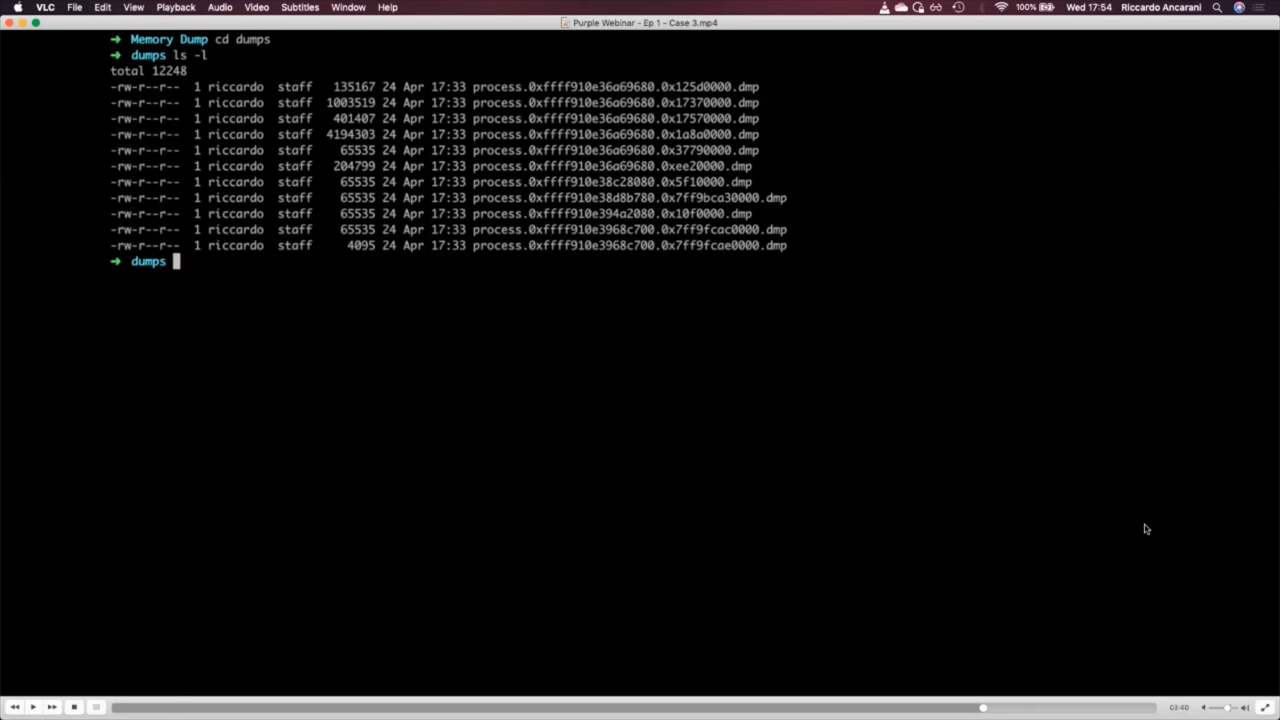 VLC File Edit View Playback Audio Video Subtitles Window Help 100% Wed 17:54 Riccardo Ancarani
Purple Webinar - Ep 1 - Case 3.mp4
➜ Memory Dump cd dumps
➜ dumps ls -l
total 12248
-rw-r--r-- 1 riccardo staff 135167 24 Apr 17:33 process.0xffff910e36a69680.0x125d0000.dmp
-rw-r--r-- 1 riccardo staff 1003519 24 Apr 17:33 process.0xffff910e36a69680.0x17370000.dmp
-rw-r--r-- 1 riccardo staff 401407 24 Apr 17:33 process.0xffff910e36a69680.0x17570000.dmp
-rw-r--r-- 1 riccardo staff 4194303 24 Apr 17:33 process.0xffff910e36a69680.0x1a8a0000.dmp
-rw-r--r-- 1 riccardo staff 65535 24 Apr 17:33 process.0xffff910e36a69680.0x37790000.dmp
-rw-r--r-- 1 riccardo staff 204799 24 Apr 17:33 process.0xffff910e36a69680.0xee20000.dmp
-rw-r--r-- 1 riccardo staff 65535 24 Apr 17:33 process.0xffff910e38c28080.0x5f10000.dmp
-rw-r--r-- 1 riccardo staff 65535 24 Apr 17:33 process.0xffff910e38d8b780.0x7ff9bca30000.dmp
-rw-r--r-- 1 riccardo staff 65535 24 Apr 17:33 process.0xffff910e394a2080.0x10f0000.dmp
-rw-r--r-- 1 riccardo staff 65535 24 Apr 17:33 process.0xffff910e3968c700.0x7ff9fcac0000.dmp
-rw-r--r-- 1 riccardo staff 4095 24 Apr 17:33 process.0xffff910e3968c700.0x7ff9fcae0000.dmp
➜ dumps
03:40